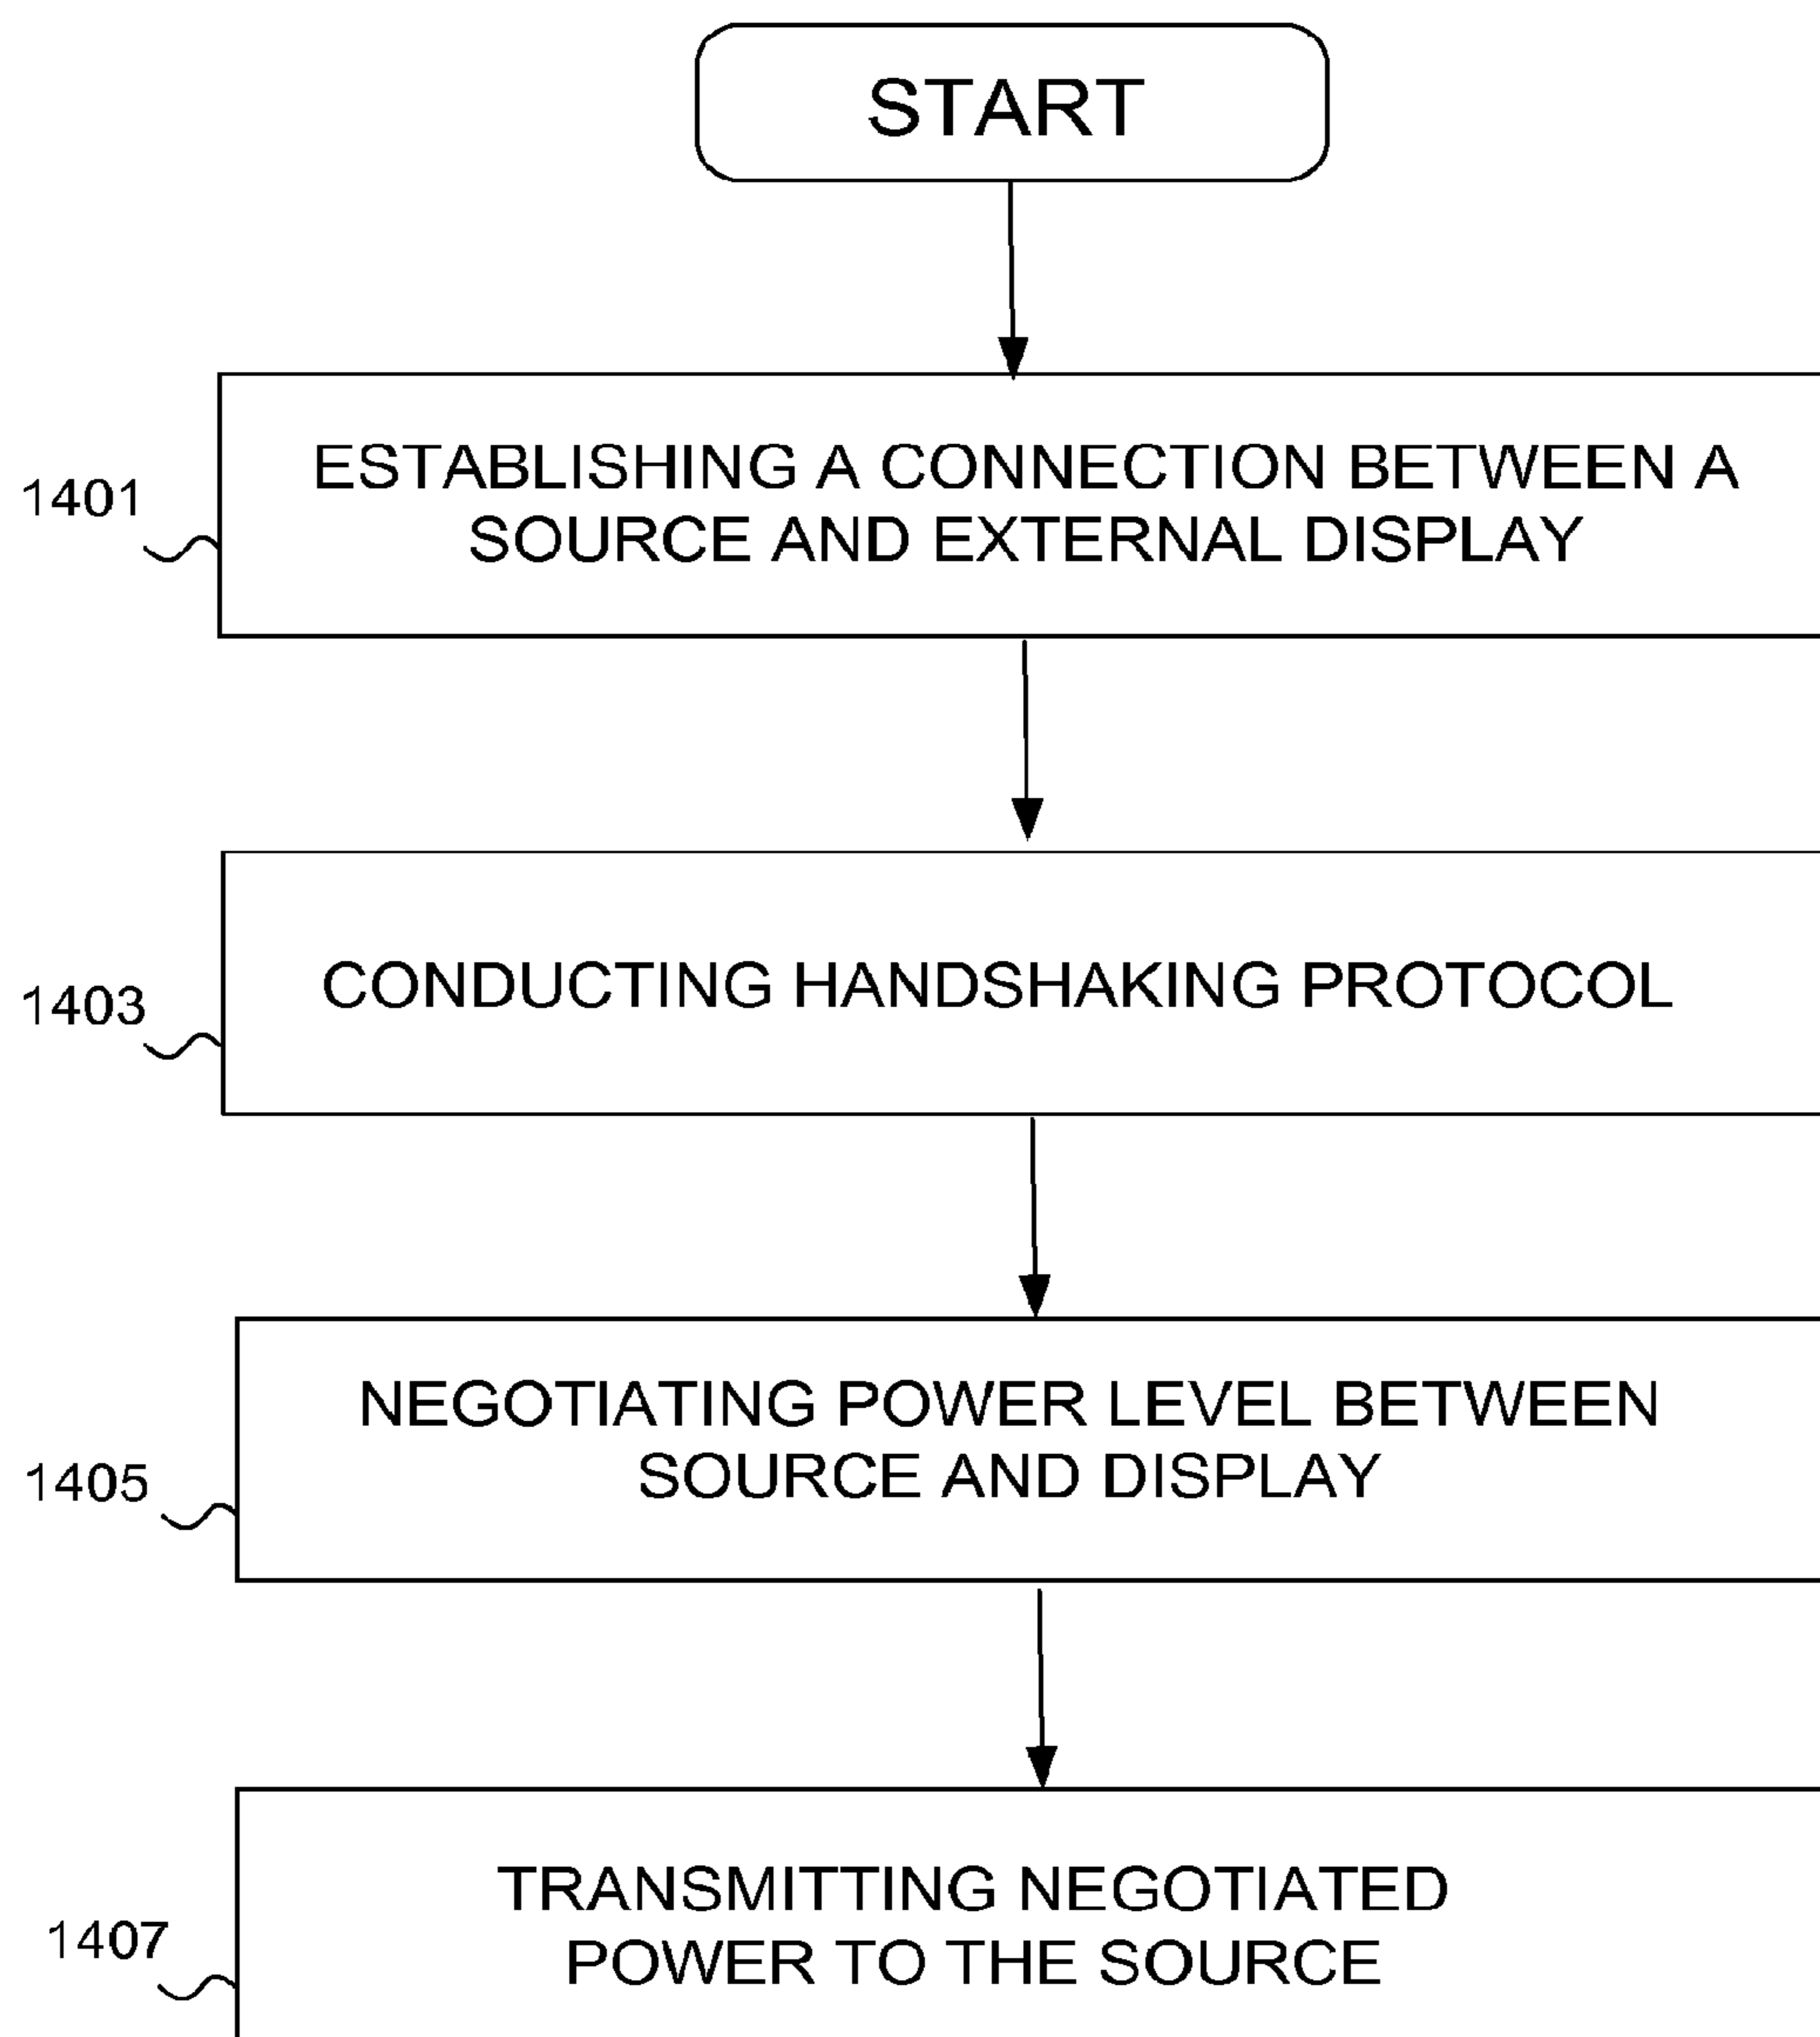 START
1401
ESTABLISHING A CONNECTION BETWEEN A
SOURCE AND EXTERNAL DISPLAY
1403
CONDUCTING HANDSHAKING PROTOCOL
1405
NEGOTIATING POWER LEVEL BETWEEN
SOURCE AND DISPLAY
1407
TRANSMITTING NEGOTIATED
POWER TO THE SOURCE